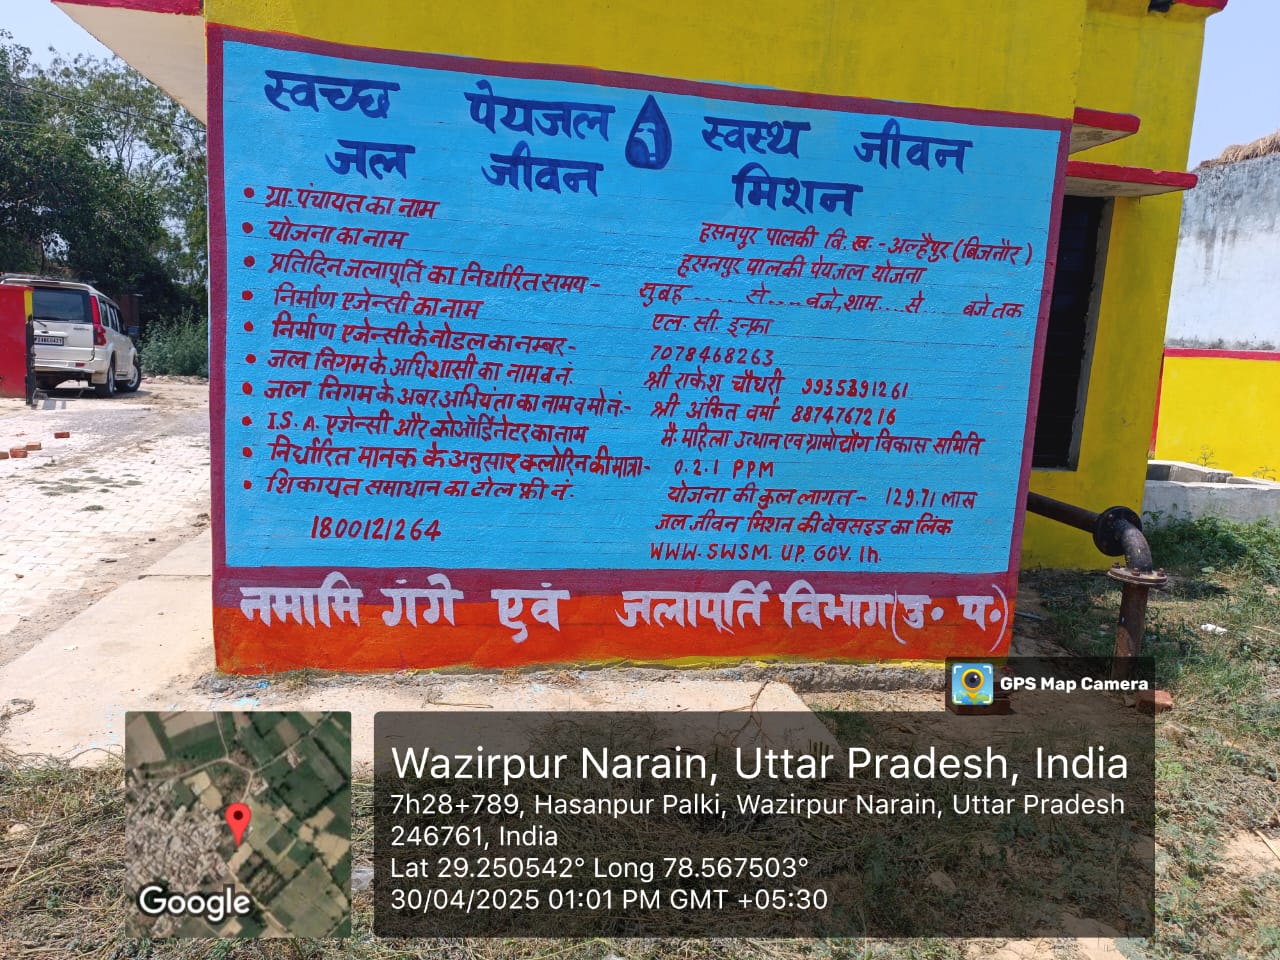 स्वच्छ पेयजल स्वस्थ जीवन
जल जीवन मिशन
• ग्रा. पंचायत का नाम हसनपुर पालकी वि. ख. - अल्हैपुर (बिजनौर)
• योजना का नाम हसनपुर पालकी पेयजल योजना
• प्रतिदिन जलापूर्ति का निर्धारित समय - सुबह ...... से .... बजे, शाम .... से ..... बजे तक
• निर्माण एजेन्सी का नाम एल. सी. इन्फ्रा
• निर्माण एजेन्सी के नोडल का नम्बर - 7078468263
• जल निगम के अधिशासी का नाम व नं. श्री राकेश चौधरी 9935391261
• जल निगम के अवर अभियंता का नाम व मो नं. - श्री अंकित वर्मा 8874767216
• I.S.A. एजेन्सी और कोऑर्डिनेटर का नाम मै. महिला उत्थान एवं ग्रामोद्योग विकास समिति
• निर्धारित मानक के अनुसार क्लोरिन की मात्रा - 0.2.1 PPM
• शिकायत समाधान का टोल फ्री नं. योजना की कुल लागत - 129.71 लाख
1800121264 जल जीवन मिशन की वेबसाइड का लिंक
WWW.SWSM.UP.GOV.In.
नमामि गंगे एवं जलापूर्ति विभाग (उ॰ प॰)
GPS Map Camera
Google
Wazirpur Narain, Uttar Pradesh, India
7h28+789, Hasanpur Palki, Wazirpur Narain, Uttar Pradesh
246761, India
Lat 29.250542° Long 78.567503°
30/04/2025 01:01 PM GMT +05:30